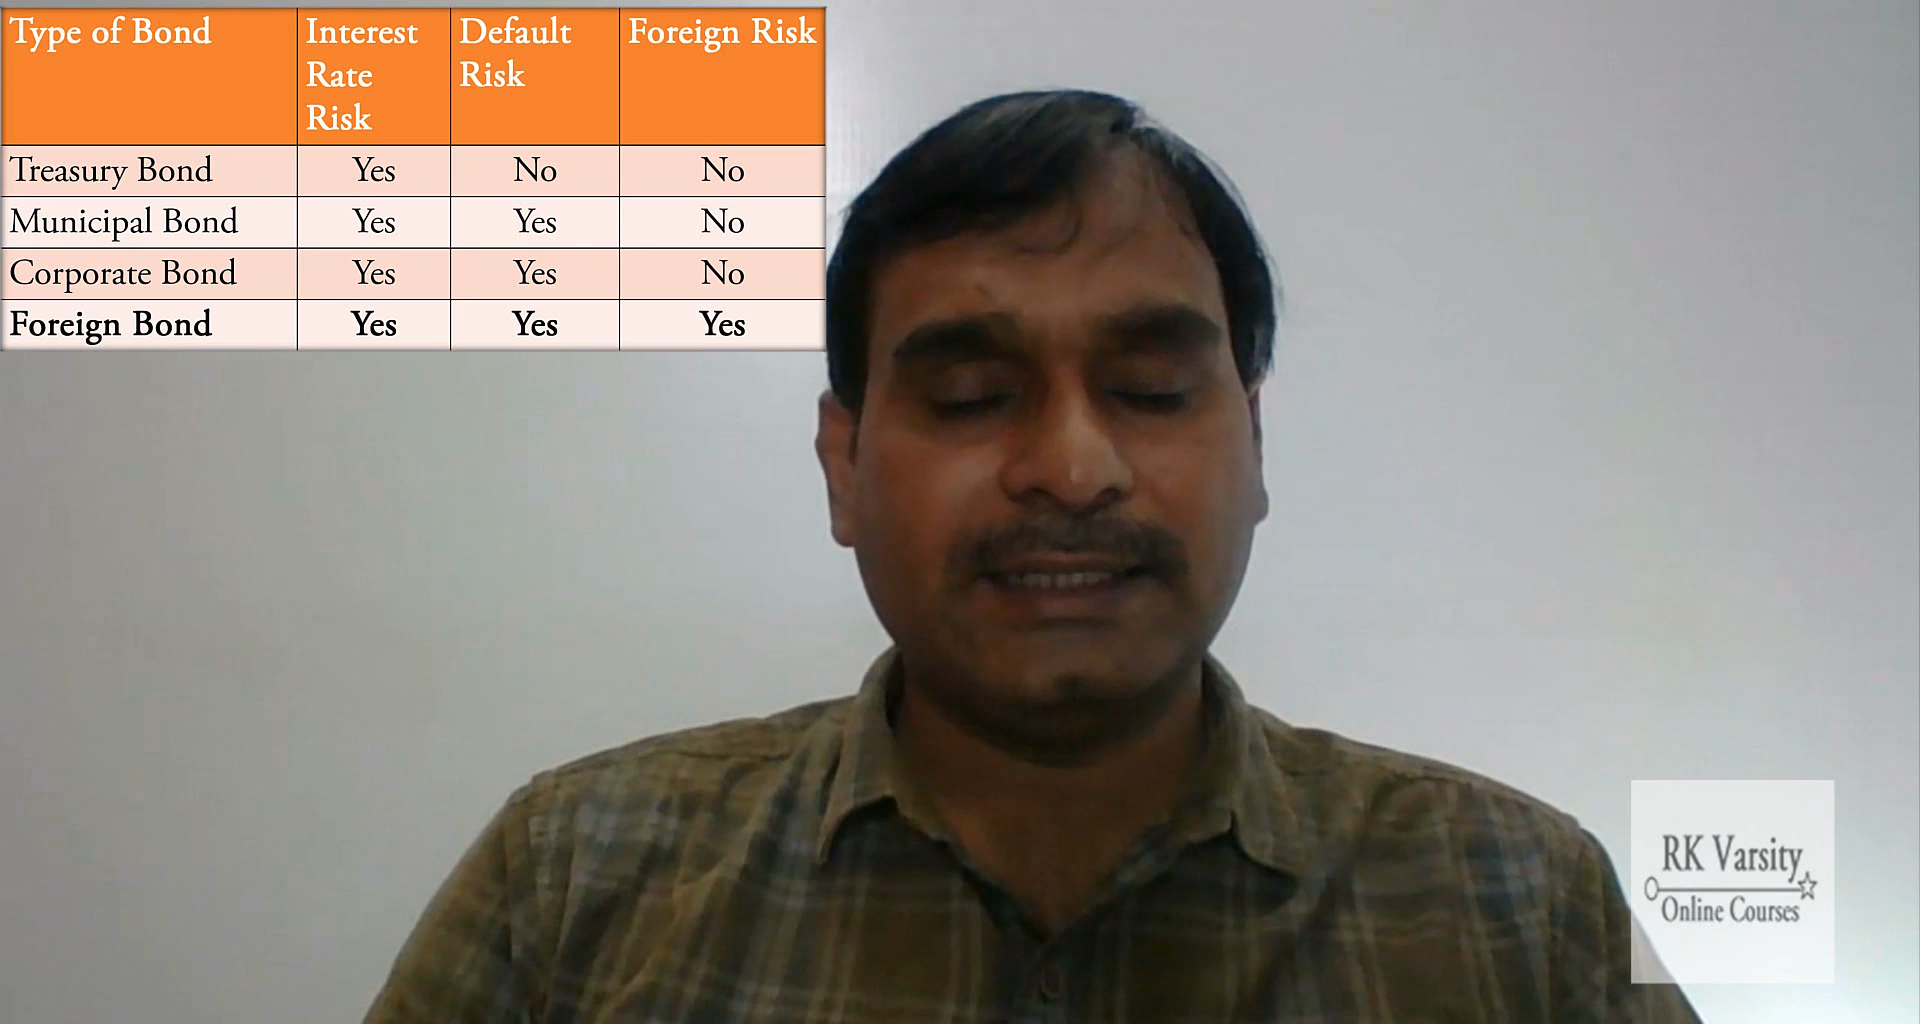 Type of Bond Interest Rate Risk Default Risk Foreign Risk
Treasury Bond Yes No No
Municipal Bond Yes Yes No
Corporate Bond Yes Yes No
Foreign Bond Yes Yes Yes
RK Varsity
Online Courses